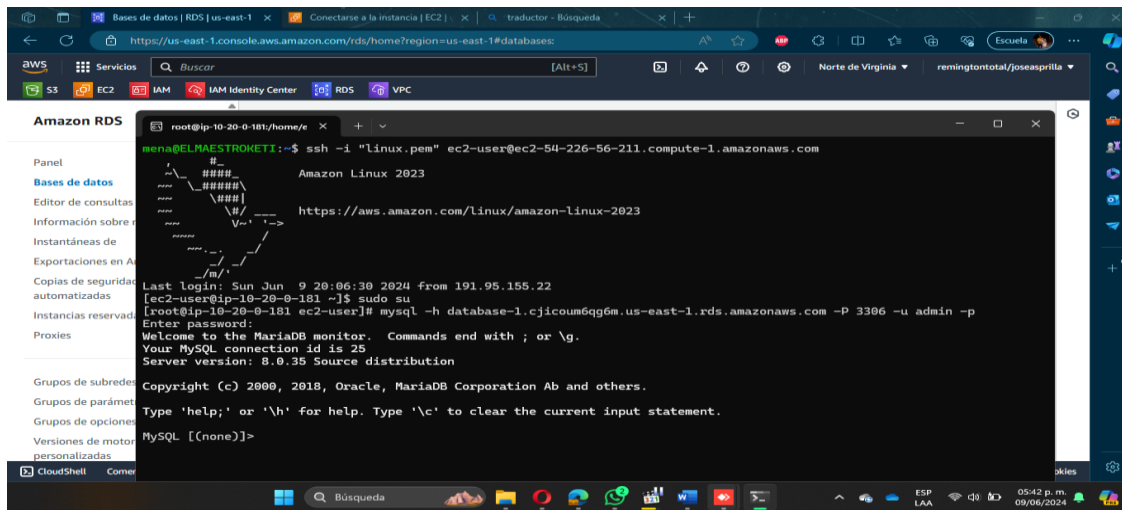 Bases de datos | RDS | us-east-1
Conectarse a la instancia | EC2 |
traductor - Búsqueda
https://us-east-1.console.aws.amazon.com/rds/home?region=us-east-1#databases:
ABP
Escuela
aws
Servicios
Buscar
[Alt+S]
Norte de Virginia
remingtontotal/joseasprilla
S3
EC2
IAM
IAM Identity Center
RDS
VPC
Amazon RDS
Panel
Bases de datos
Editor de consultas
Información sobre r
Instantáneas de
Exportaciones en A
Copias de seguridad
automatizadas
Instancias reservada
Proxies
Grupos de subredes
Grupos de parámet
Grupos de opciones
Versiones de motor
personalizadas
root@ip-10-20-0-181:/home/e
mena@ELMAESTROKETI:~$ ssh -i "linux.pem" ec2-user@ec2-54-226-56-211.compute-1.amazonaws.com
   ,     #_
   ~\_  ####_        Amazon Linux 2023
  ~~  \_#####\
  ~~     \###|
  ~~       \#/ ___   https://aws.amazon.com/linux/amazon-linux-2023
   ~~       V~' '->
    ~~~         /
      ~~._.   _/
         _/ _/
       _/m/'
Last login: Sun Jun  9 20:06:30 2024 from 191.95.155.22
[ec2-user@ip-10-20-0-181 ~]$ sudo su
[root@ip-10-20-0-181 ec2-user]# mysql -h database-1.cjicoum6qg6m.us-east-1.rds.amazonaws.com -P 3306 -u admin -p
Enter password:
Welcome to the MariaDB monitor.  Commands end with ; or \g.
Your MySQL connection id is 25
Server version: 8.0.35 Source distribution
Copyright (c) 2000, 2018, Oracle, MariaDB Corporation Ab and others.
Type 'help;' or '\h' for help. Type '\c' to clear the current input statement.
MySQL [(none)]>
CloudShell
Comer
okies
Búsqueda
ESP
LAA
05:42 p. m.
09/06/2024